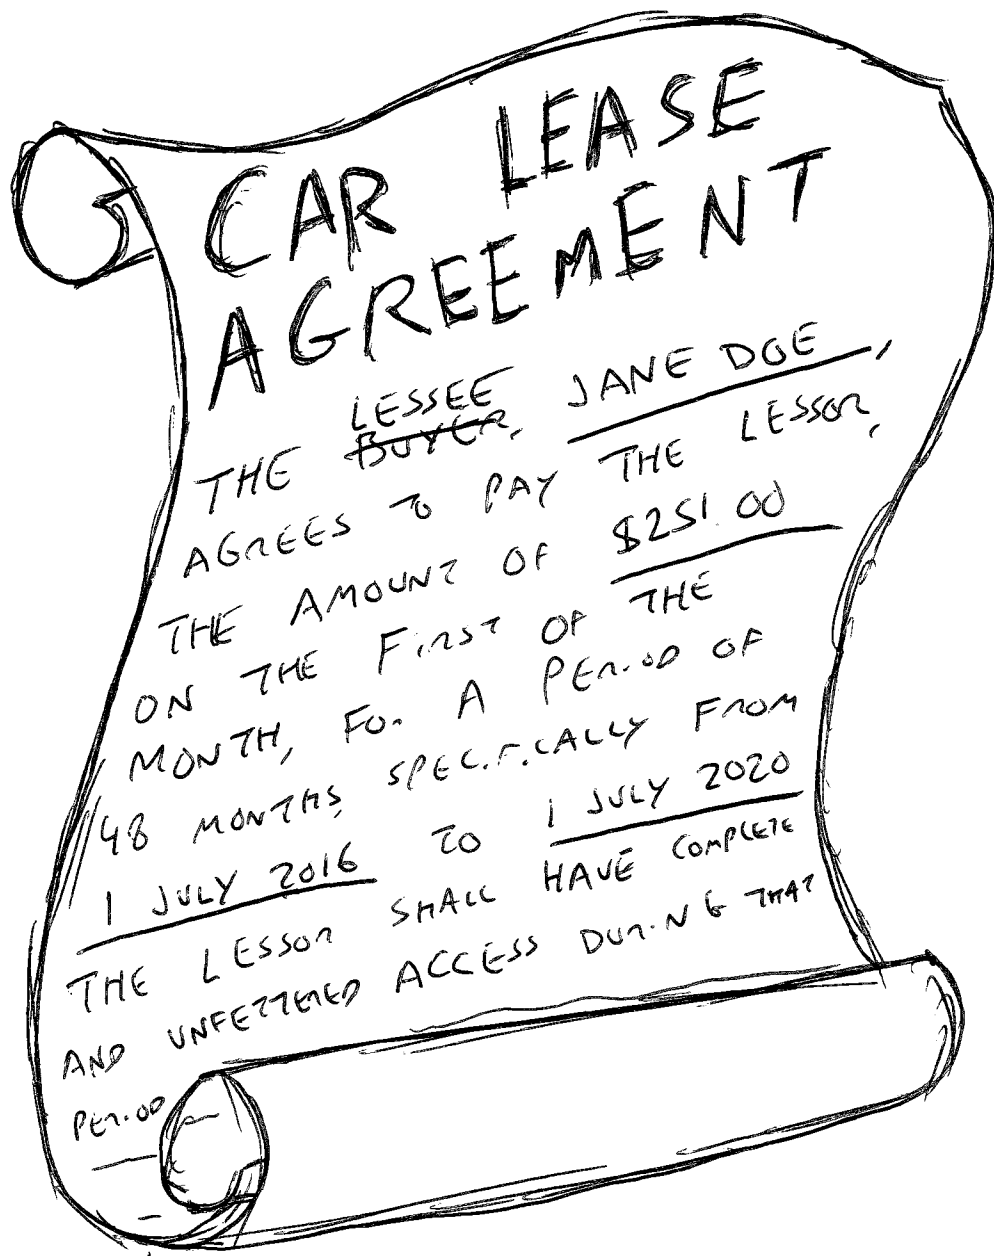 CAR LEASE
AGREEMENT
LESSEE
THE BUYER, JANE DOE,
AGREES TO PAY THE LESSOR,
THE AMOUNT OF $251.00
ON THE FIRST OF THE
MONTH, FOR A PERIOD OF
48 MONTHS, SPECIFICALLY FROM
1 JULY 2016 TO 1 JULY 2020
THE LESSOR SHALL HAVE COMPLETE
AND UNFETTERED ACCESS DURING THAT
PERIOD